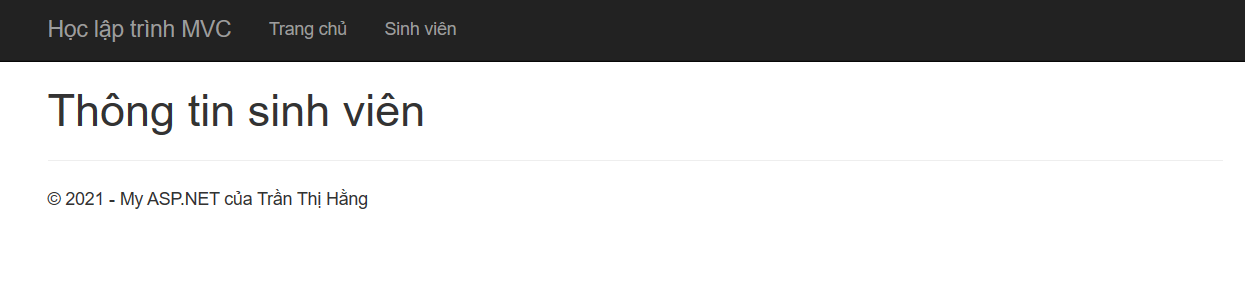 Học lập trình MVC Trang chủ Sinh viên
Thông tin sinh viên
© 2021 - My ASP.NET của Trần Thị Hằng